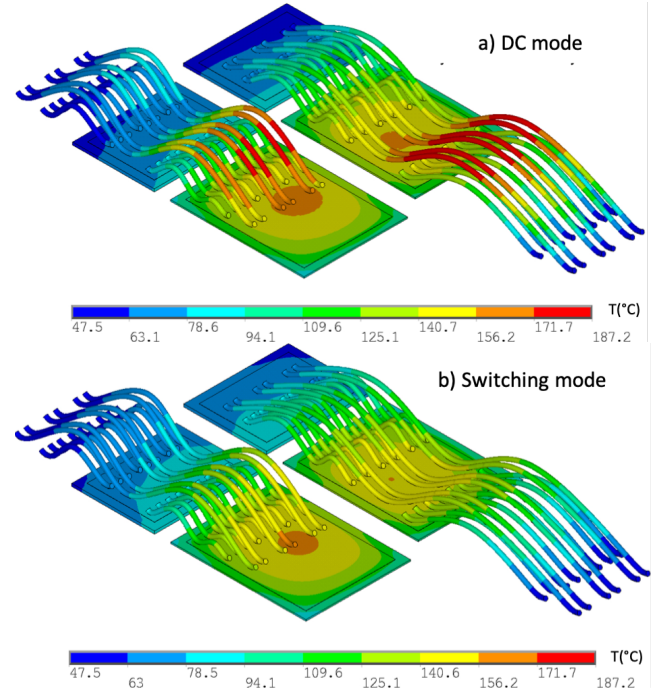 a) DC mode
T(°C)
47.5 63.1 78.6 94.1 109.6 125.1 140.7 156.2 171.7 187.2
b) Switching mode
T(°C)
47.5 63 78.5 94.1 109.6 125.1 140.7 156.2 171.7 187.2